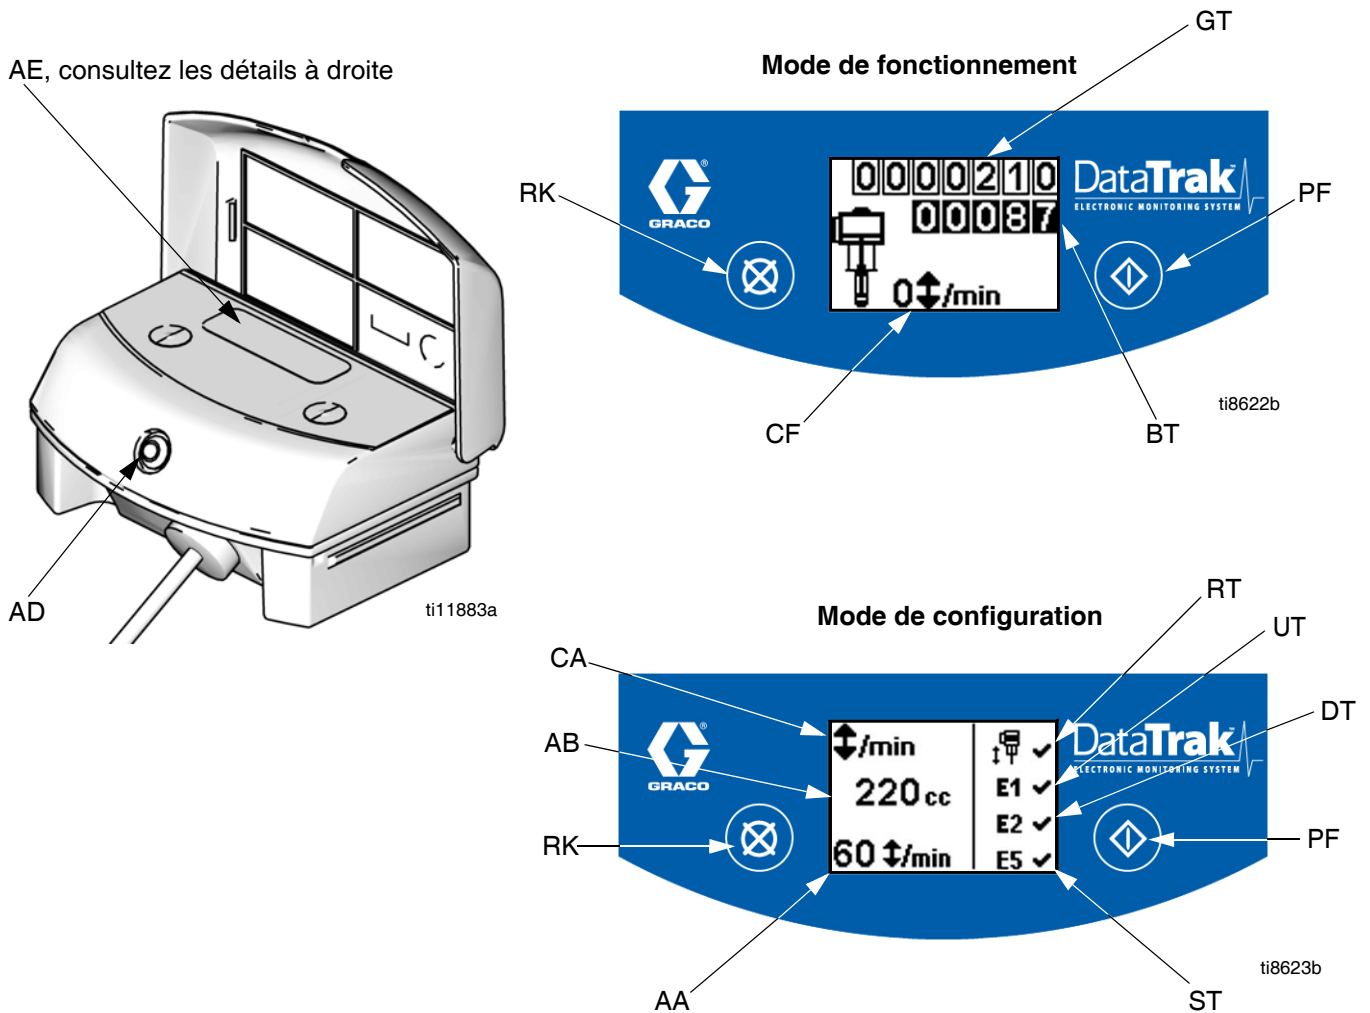 AE, consultez les détails à droite
AD
ti11883a
Mode de fonctionnement
GT
RK
PF
GRACO
®
0000210
00087
0 /min
DataTrak™
ELECTRONIC MONITORING SYSTEM
CF
BT
ti8622b
Mode de configuration
RT
UT
DT
CA
AB
RK
PF
GRACO
®
/min
220 cc
60 /min
E1
E2
E5
DataTrak™
ELECTRONIC MONITORING SYSTEM
AA
ST
ti8623b